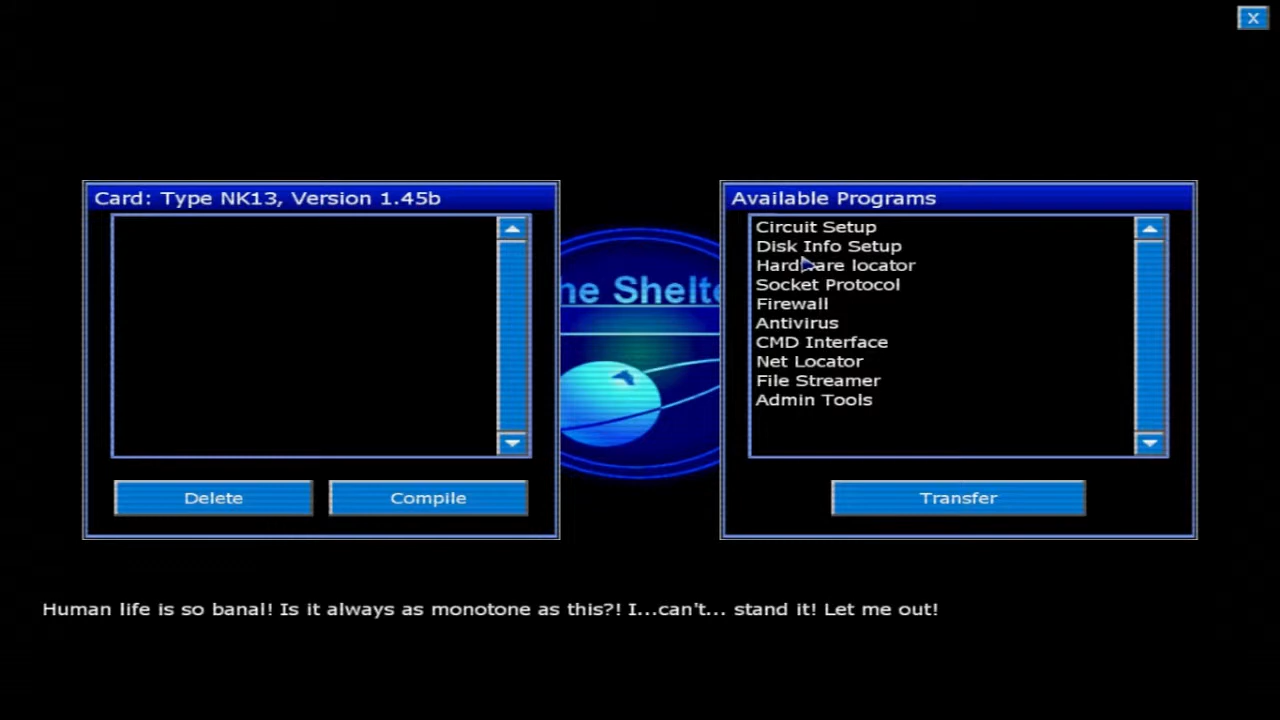 X
Card: Type NK13, Version 1.45b
Available Programs
Circuit Setup
Disk Info Setup
Hardware locator
Socket Protocol
Firewall
Antivirus
CMD Interface
Net Locator
File Streamer
Admin Tools
he Shelte
Delete
Compile
Transfer
Human life is so banal! Is it always as monotone as this?! I...can't... stand it! Let me out!